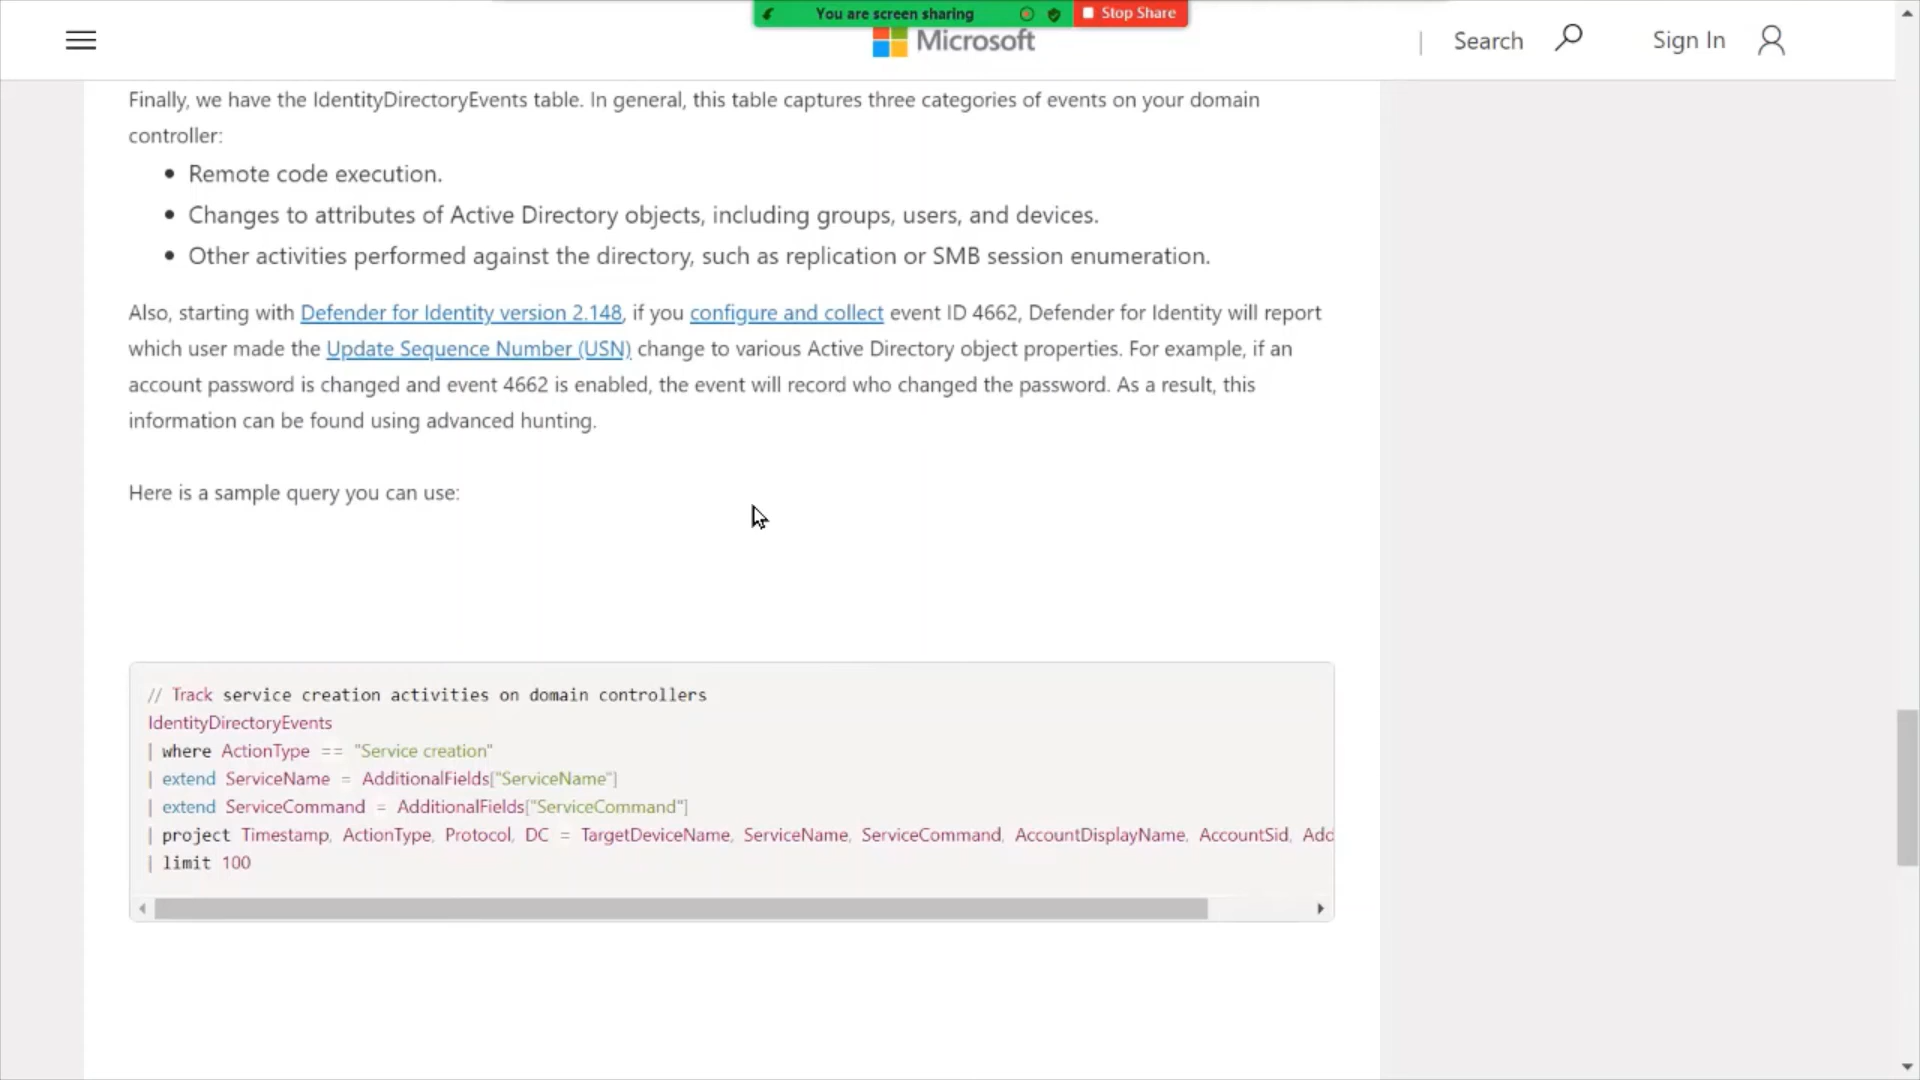 You are screen sharing
Stop Share
Microsoft
Search
Sign In
Finally, we have the IdentityDirectoryEvents table. In general, this table captures three categories of events on your domain
controller:
• Remote code execution.
• Changes to attributes of Active Directory objects, including groups, users, and devices.
• Other activities performed against the directory, such as replication or SMB session enumeration.
Also, starting with Defender for Identity version 2.148, if you configure and collect event ID 4662, Defender for Identity will report
which user made the Update Sequence Number (USN) change to various Active Directory object properties. For example, if an
account password is changed and event 4662 is enabled, the event will record who changed the password. As a result, this
information can be found using advanced hunting.
Here is a sample query you can use:
// Track service creation activities on domain controllers
IdentityDirectoryEvents
| where ActionType == "Service creation"
| extend ServiceName = AdditionalFields["ServiceName"]
| extend ServiceCommand = AdditionalFields["ServiceCommand"]
| project Timestamp, ActionType, Protocol, DC = TargetDeviceName, ServiceName, ServiceCommand, AccountDisplayName, AccountSid,
| limit 100